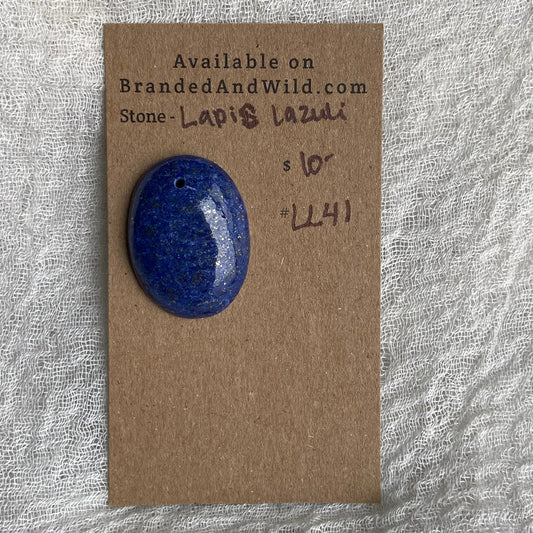 Available on
BrandedAndWild.com
Stone - Lapis Lazuli
$ 10-
# LL41